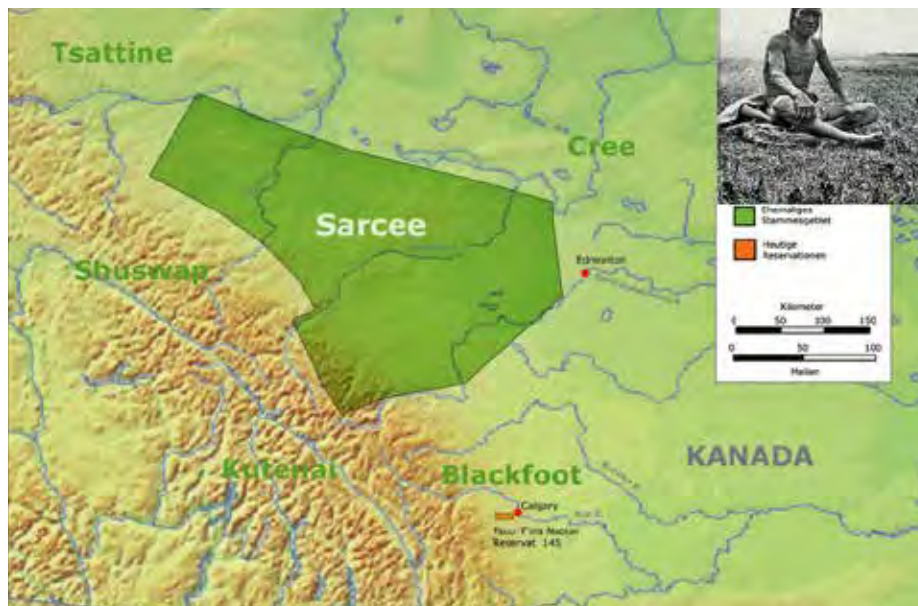 Tsattine
Cree
Sarcee
Shuswap
Edmonton
Ehemaliges
Stammesgebiet
Heutige
Reservationen
Kilometer
0 50 100 150
0 50 100
Meilen
Kutenai
Blackfoot
KANADA
Calgary
Reservat 145